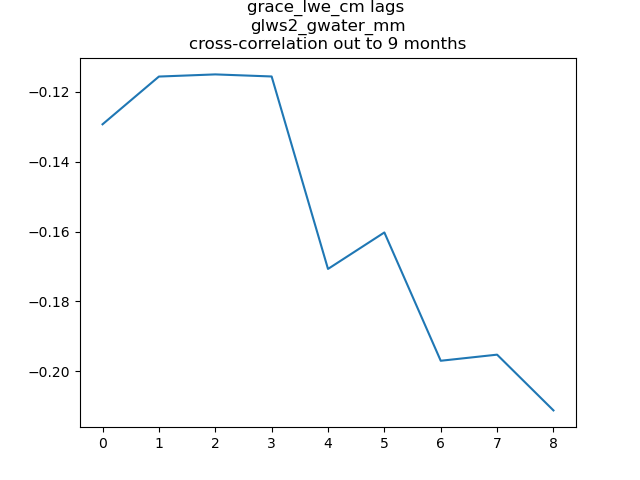 grace_lwe_cm lags
glws2_gwater_mm
cross-correlation out to 9 months
−0.12
−0.14
−0.16
−0.18
−0.20
0 1 2 3 4 5 6 7 8